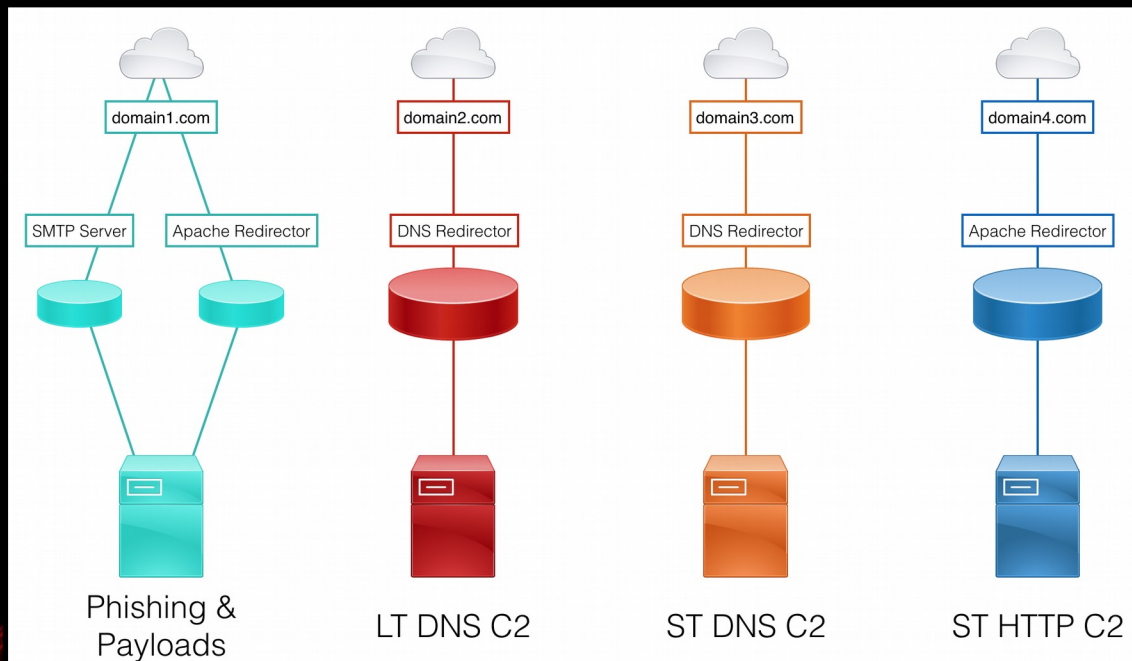 domain1.com
domain2.com
domain3.com
domain4.com
SMTP Server
Apache Redirector
DNS Redirector
DNS Redirector
Apache Redirector
Phishing &
Payloads
LT DNS C2
ST DNS C2
ST HTTP C2